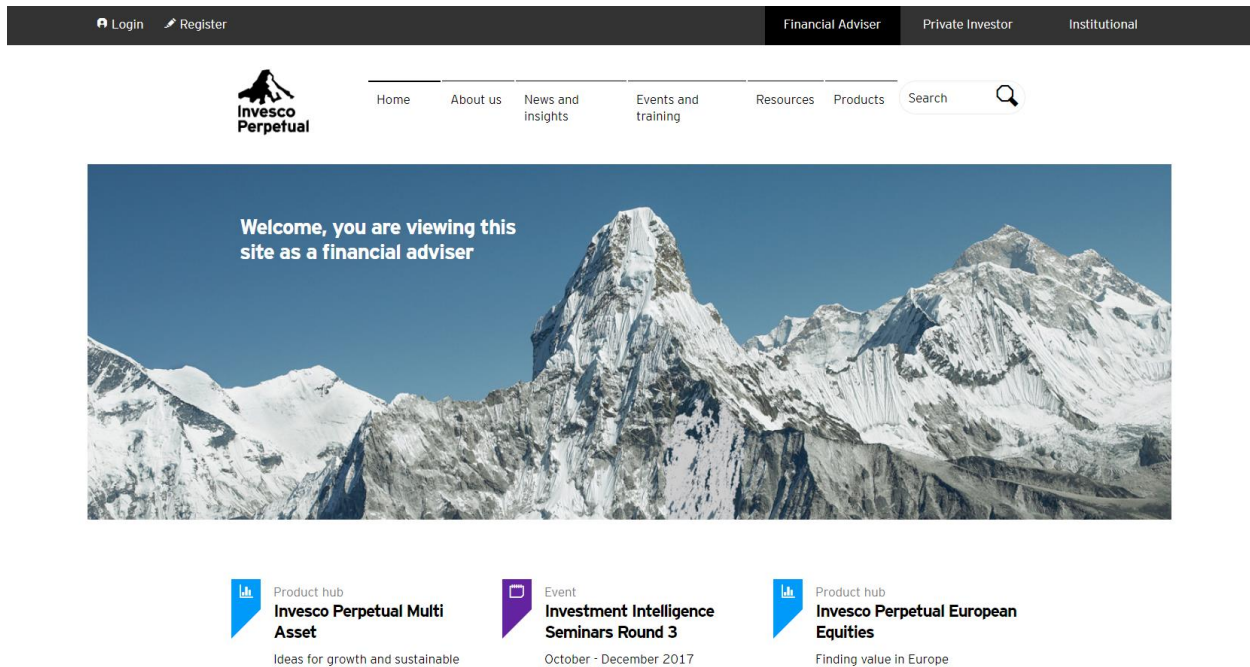 Login
Register
Financial Adviser
Private Investor
Institutional
Invesco
Perpetual
Home
About us
News and
insights
Events and
training
Resources
Products
Search
Welcome, you are viewing this
site as a financial adviser
Product hub
Invesco Perpetual Multi
Asset
Ideas for growth and sustainable
Event
Investment Intelligence
Seminars Round 3
October - December 2017
Product hub
Invesco Perpetual European
Equities
Finding value in Europe